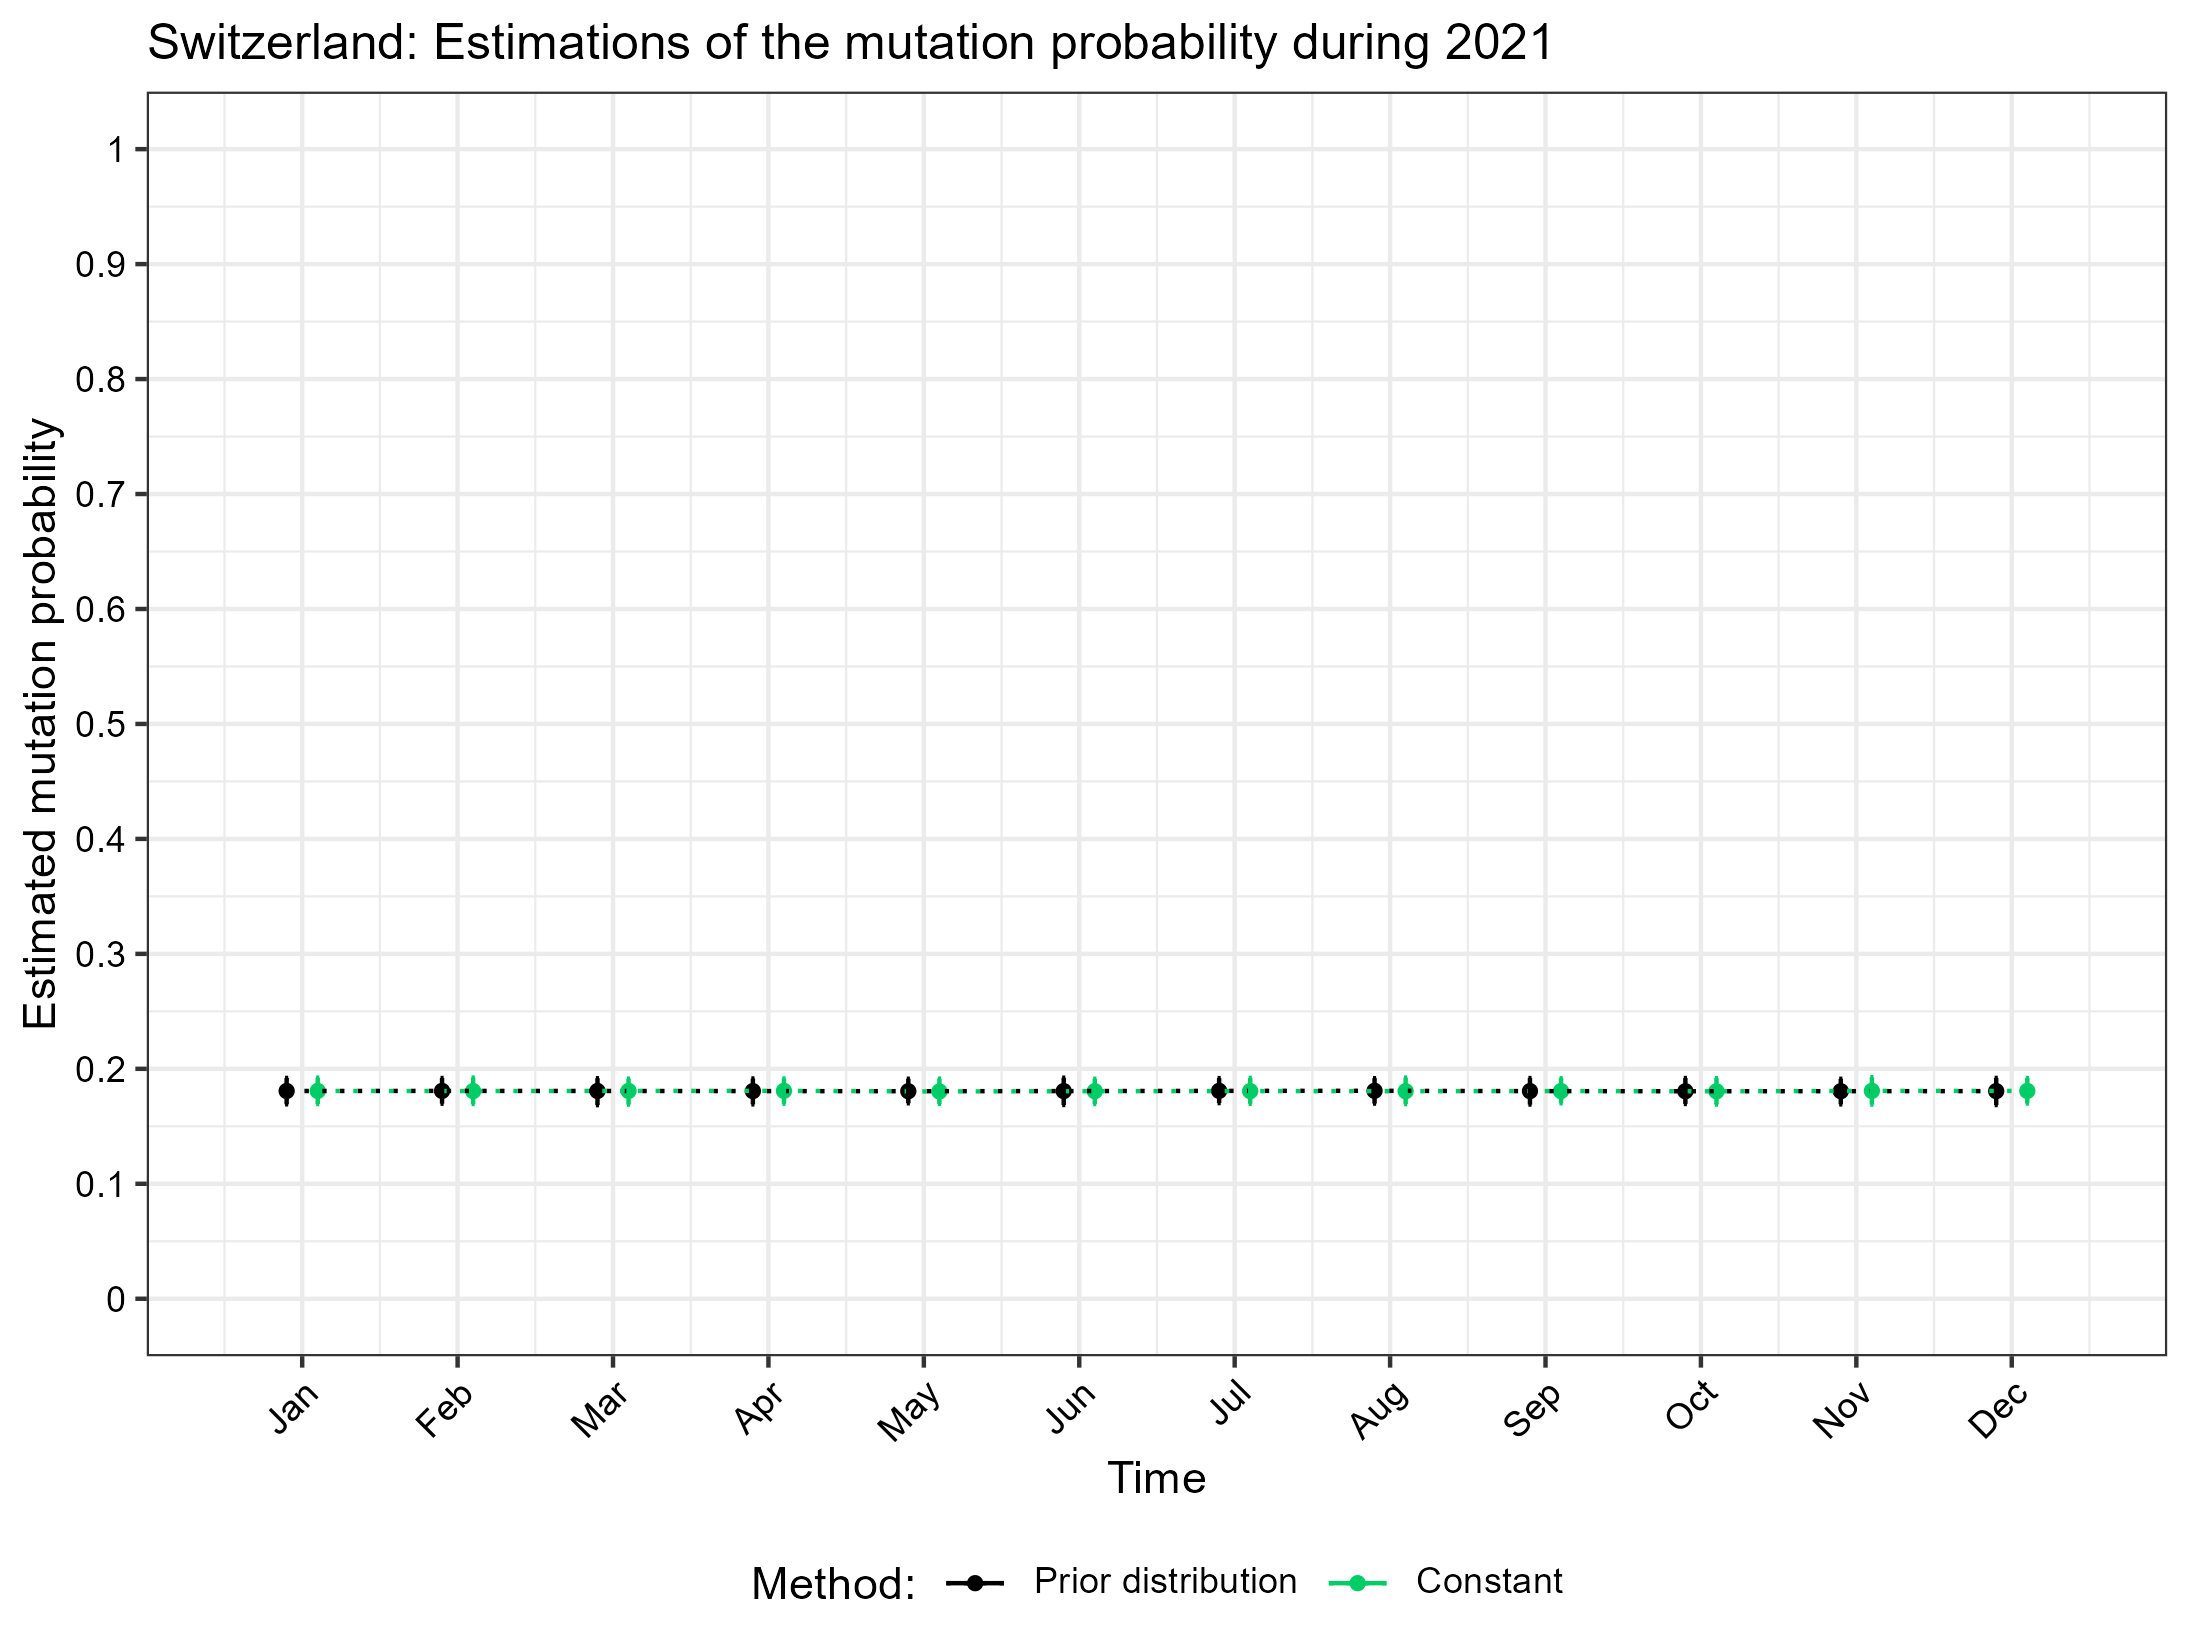 Switzerland: Estimations of the mutation probability during 2021
Estimated mutation probability
1
0.9
0.8
0.7
0.6
0.5
0.4
0.3
0.2
0.1
0
Jan Feb Mar Apr May Jun Jul Aug Sep Oct Nov Dec
Time
Method: Prior distribution Constant